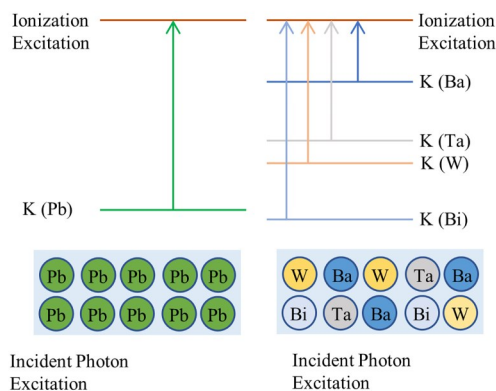 Ionization
Excitation
K (Pb)
Pb Pb Pb Pb Pb
Pb Pb Pb Pb Pb
Incident Photon
Excitation
Ionization
Excitation
K (Ba)
K (Ta)
K (W)
K (Bi)
W Ba W Ta Ba
Bi Ta Ba Bi W
Incident Photon
Excitation